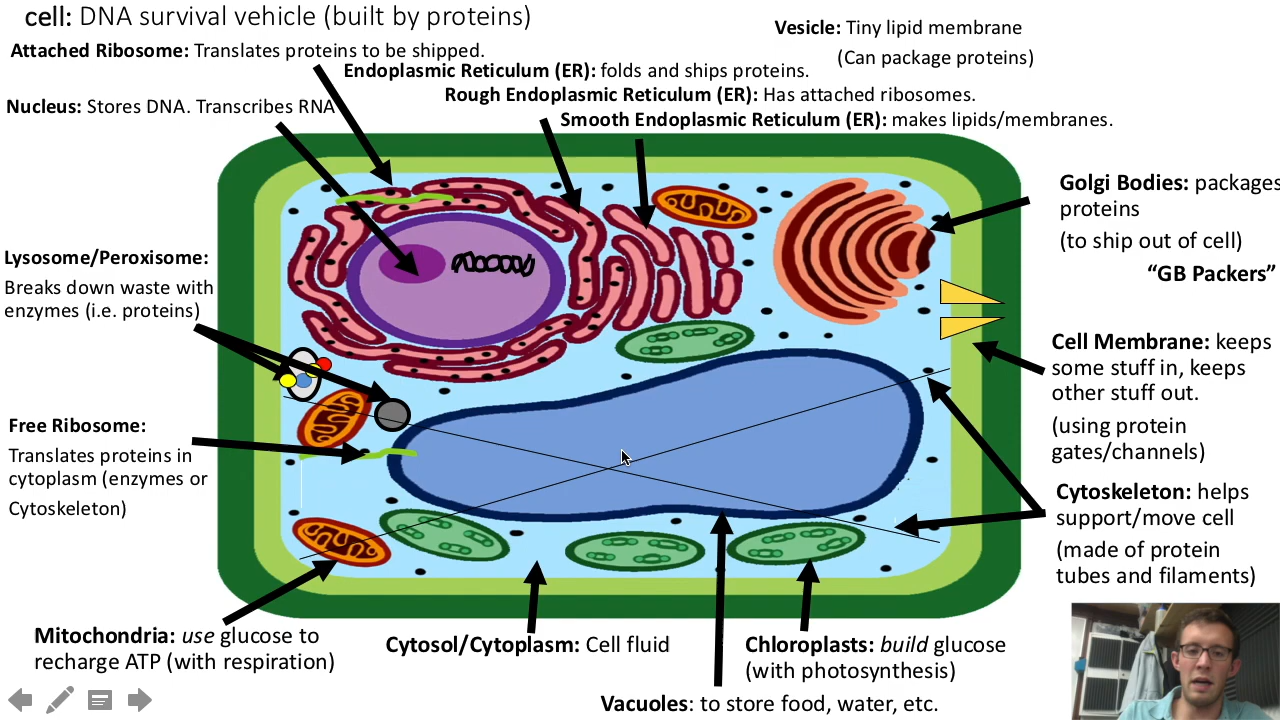 cell: DNA survival vehicle (built by proteins)
Vesicle: Tiny lipid membrane
(Can package proteins)
Attached Ribosome: Translates proteins to be shipped.
Endoplasmic Reticulum (ER): folds and ships proteins.
Rough Endoplasmic Reticulum (ER): Has attached ribosomes.
Nucleus: Stores DNA. Transcribes RNA
Smooth Endoplasmic Reticulum (ER): makes lipids/membranes.
Golgi Bodies: packages
proteins
(to ship out of cell)
“GB Packers”
Lysosome/Peroxisome:
Breaks down waste with
enzymes (i.e. proteins)
Cell Membrane: keeps
some stuff in, keeps
other stuff out.
(using protein
gates/channels)
Free Ribosome:
Translates proteins in
cytoplasm (enzymes or
Cytoskeleton)
Cytoskeleton: helps
support/move cell
(made of protein
tubes and filaments)
Mitochondria: use glucose to
recharge ATP (with respiration)
Cytosol/Cytoplasm: Cell fluid
Chloroplasts: build glucose
(with photosynthesis)
Vacuoles: to store food, water, etc.